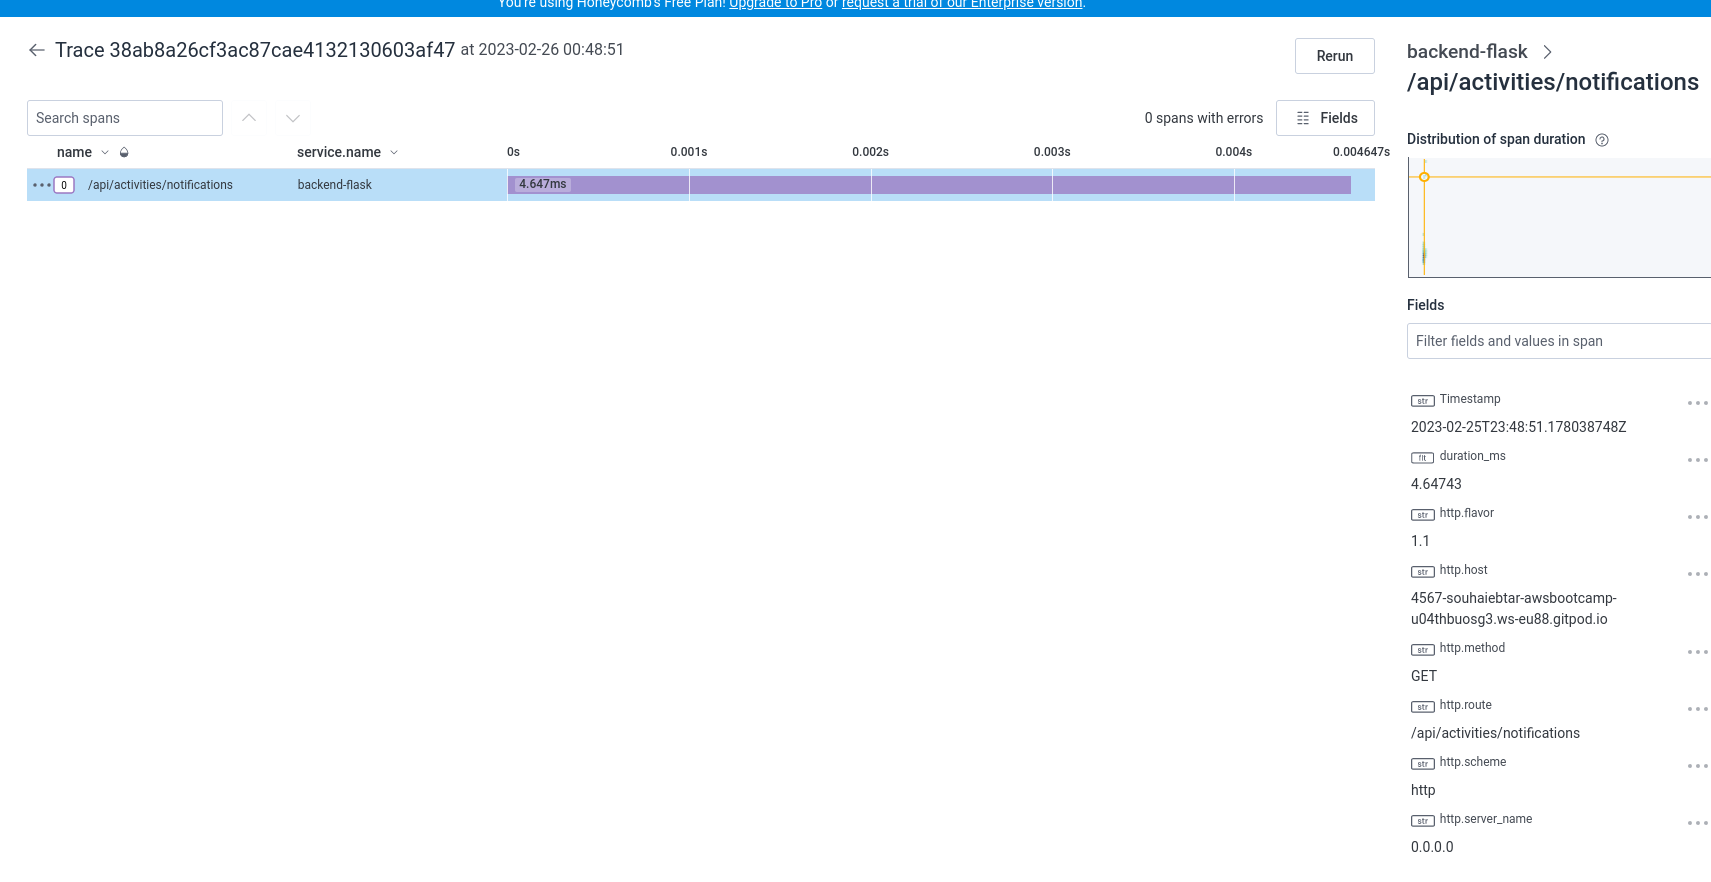 You're using Honeycomb's Free Plan! Upgrade to Pro or request a trial of our Enterprise version.
Trace 38ab8a26cf3ac87cae4132130603af47 at 2023-02-26 00:48:51
Rerun
Search spans
0 spans with errors
Fields
name service.name 0s 0.001s 0.002s 0.003s 0.004s 0.004647s
0 /api/activities/notifications backend-flask 4.647ms
backend-flask
/api/activities/notifications
Distribution of span duration
Fields
Filter fields and values in span
str Timestamp
2023-02-25T23:48:51.178038748Z
flt duration_ms
4.64743
str http.flavor
1.1
str http.host
4567-souhaiebtar-awsbootcamp-
u04thbuosg3.ws-eu88.gitpod.io
str http.method
GET
str http.route
/api/activities/notifications
str http.scheme
http
str http.server_name
0.0.0.0